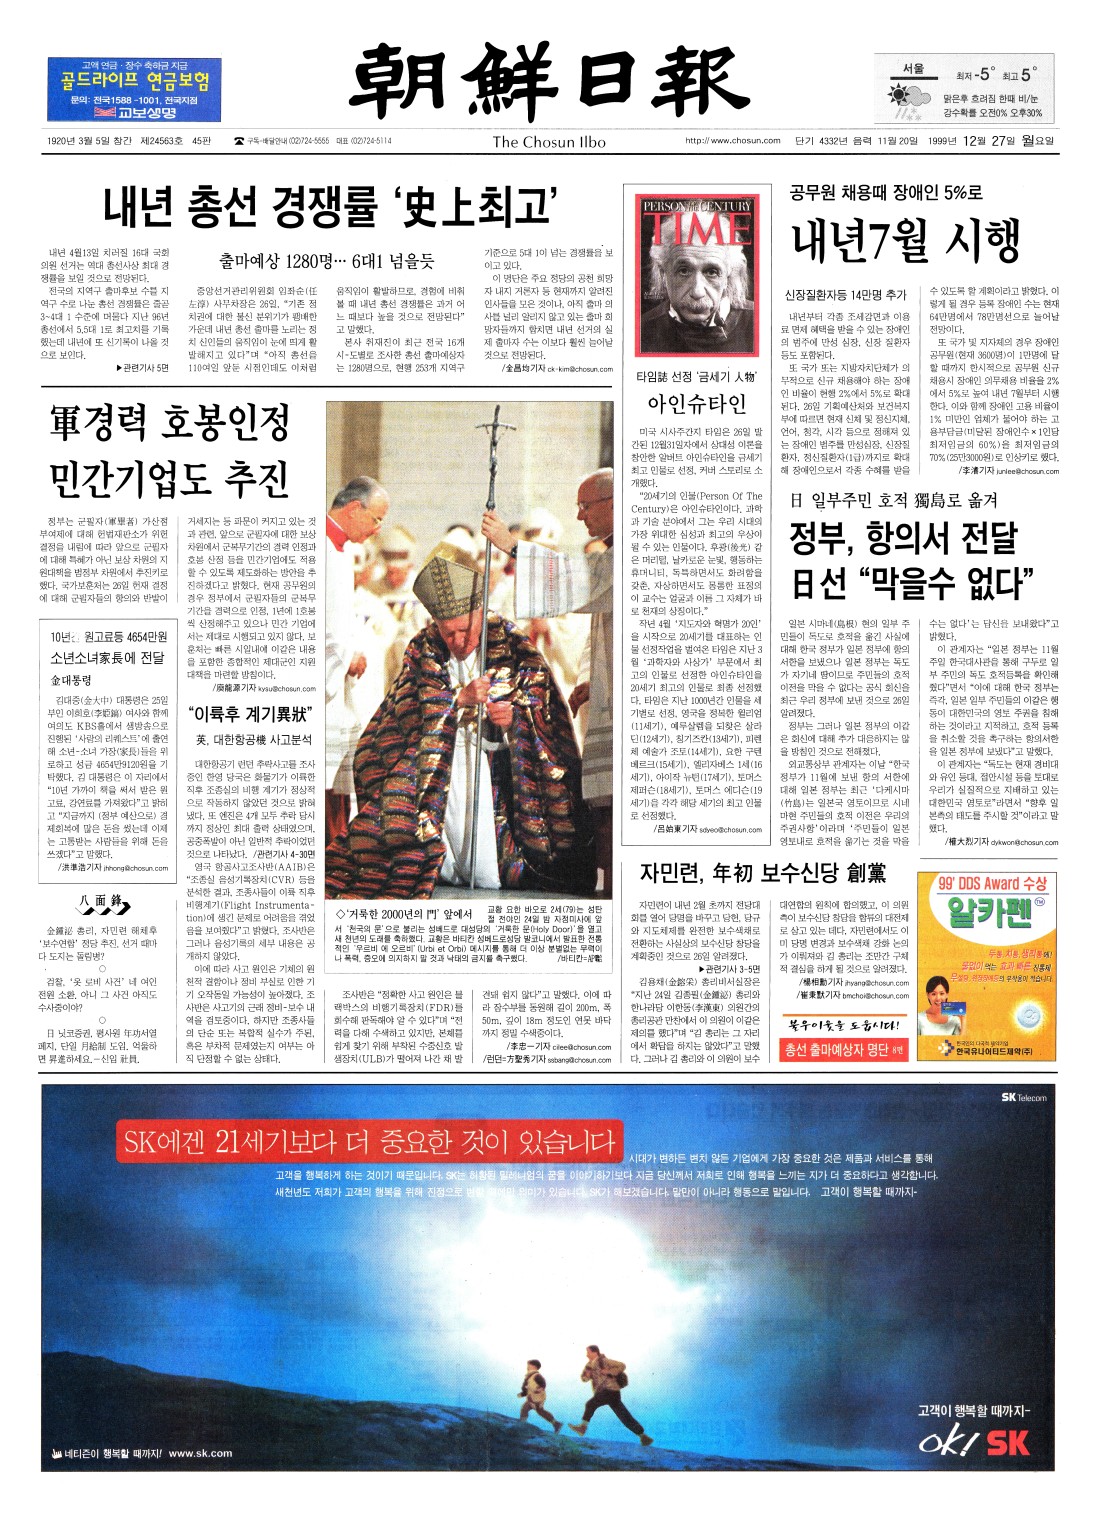 고액 연금·장수 축하금 지급
골드라이프 연금보험
문의: 전국1588-1001, 전국지점
교보생명
朝鮮日報
서울
최저 -5° 최고 5°
맑은후 흐려짐 한때 비/눈
강수확률 오전0% 오후30%
1920년 3월 5일 창간 제24563호 45판
구독·배달안내 (02)724-5555 대표 (02)724-5114
The Chosun Ilbo
http://www.chosun.com
단기 4332년 음력 11월 20일 1999년 12월 27일 월요일
내년 총선 경쟁률 ‘史上최고’
출마예상 1280명… 6대1 넘을듯
내년 4월13일 치러질 16대 국회
의원 선거는 역대 총선사상 최대 경
쟁률을 보일 것으로 전망된다.
전국의 지역구 출마후보 수를 지
역구 수로 나눈 총선 경쟁률은 줄곧
3~4대 1 수준에 머물다 지난 96년
총선에서 5.5대 1로 최고치를 기록
했는데 내년에 또 신기록이 나올 것
으로 보인다.
▶관련기사 5면
중앙선거관리위원회 임좌순(任
左淳) 사무차장은 26일, “기존 정
치권에 대한 불신 분위기가 팽배한
가운데 내년 총선 출마를 노리는 정
치 신인들의 움직임이 눈에 띄게 활
발해지고 있다”며 “아직 총선을
110여일 앞둔 시점인데도 이처럼
움직임이 활발하므로, 경험에 비춰
볼 때 내년 총선 경쟁률은 과거 어
느 때보다 높을 것으로 전망된다”
고 말했다.
본사 취재진이 최근 전국 16개
시·도별로 조사한 총선 출마예상자
는 1280명으로, 현행 253개 지역구
기준으로 5대 1이 넘는 경쟁률을 보
이고 있다.
이 명단은 주요 정당의 공천 희망
자 내지 거론자 등 현재까지 알려진
인사들을 모은 것이나, 아직 출마 의
사를 널리 알리지 않고 있는 출마 희
망자들까지 합치면 내년 선거의 실
제 출마자 수는 이보다 훨씬 늘어날
것으로 전망된다.
/金昌均기자 ck-kim@chosun.com
軍경력 호봉인정
민간기업도 추진
정부는 군필자(軍畢者) 가산점
부여제에 대해 헌법재판소가 위헌
결정을 내림에 따라 앞으로 군필자
에 대해 특혜가 아닌 보상 차원의 지
원대책을 범정부 차원에서 추진키로
했다. 국가보훈처는 26일 헌재 결정
에 대해 군필자들의 항의와 반발이
거세지는 등 파문이 커지고 있는 것
과 관련, 앞으로 군필자에 대한 보상
차원에서 군복무기간의 경력 인정과
호봉 산정 등을 민간기업에도 적용
할 수 있도록 제도화하는 방안을 추
진하겠다고 밝혔다. 현재 공무원의
경우 정부에서 군필자들의 군복무
기간을 경력으로 인정, 1년에 1호봉
씩 산정해주고 있으나 민간 기업에
서는 제대로 시행되고 있지 않다. 보
훈처는 빠른 시일내에 이같은 내용
을 포함한 종합적인 제대군인 지원
대책을 마련할 방침이다.
/廉龍源기자 kysu@chosun.com
10년간 원고료등 4654만원
소년소녀家長에 전달
金대통령
김대중(金大中) 대통령은 25일
부인 이희호(李姬鎬) 여사와 함께
여의도 KBS홀에서 생방송으로
진행된 ‘사랑의 리퀘스트’에 출연
해 소년·소녀 가장(家長)들을 위
로하고 성금 4654만9120원을 기
탁했다. 김 대통령은 이 자리에서
“10년 가까이 책을 써서 받은 원
고료, 강연료를 가져왔다”고 밝히
고 “지금까지 (정부 예산으로) 경
제회복에 많은 돈을 썼는데 이제
는 고통받는 사람들을 위해 돈을
쓰겠다”고 말했다.
/洪準浩기자 jhhong@chosun.com
八面鋒
金鍾泌 총리, 자민련 해체후
‘보수연합’ 정당 추진. 선거 때마
다 도지는 돌림병?
○
검찰, ‘옷 로비 사건’ 네 여인
전원 소환. 아니 그 사건 아직도
수사중이야?
○
日 닛코증권, 평사원 年功서열
폐지, 단일 月給制 도입. 억울하
면 昇進하세요.—신임 社員.
“이륙후 계기異狀”
英, 대한항공機 사고분석
대한항공기 런던 추락사고를 조사
중인 한영 당국은 화물기가 이륙한
직후 조종실의 비행 계기가 정상적
으로 작동하지 않았던 것으로 밝혀
냈다. 또 엔진은 4개 모두 추락 당시
까지 정상인 최대 출력 상태였으며,
공중폭발이 아닌 일반적 추락이었던
것으로 나타났다. /관련기사 4·30면
영국 항공사고조사반(AAIB)은
“조종실 음성기록장치(CVR) 등을
분석한 결과, 조종사들이 이륙 직후
비행계기(Flight Instrumenta-
tion)에 생긴 문제로 어려움을 겪었
음을 보여줬다”고 밝혔다. 조사반은
그러나 음성기록의 세부 내용은 공
개하지 않았다.
이에 따라 사고 원인은 기체의 원
천적 결함이나 정비 부실로 인한 기
기 오작동일 가능성이 높아졌다. 조
사반은 사고기의 근래 정비·보수 내
역을 검토중이다. 하지만 조종사들
의 단순 또는 복합적 실수가 주된,
혹은 부차적 문제였는지 여부는 아
직 단정할 수 없는 상태다.
조사반은 “정확한 사고 원인은 블
랙박스의 비행기록장치(FDR)를
회수해 판독해야 알 수 있다”며 “전
력을 다해 수색하고 있지만, 본체를
쉽게 찾기 위해 부착된 수중신호 발
생장치(ULB)가 떨어져 나간 채 발
견돼 쉽지 않다”고 말했다. 이에 따
라 잠수부를 동원해 길이 200m, 폭
50m, 깊이 18m 정도인 연못 바닥
까지 정밀 수색중이다.
/李忠一기자 cilee@chosun.com
/런던=方聖秀기자 ssbang@chosun.com
◇‘거룩한 2000년의 門’ 앞에서
교황 요한 바오로 2세(79)는 성탄
절 전야인 24일 밤 자정미사에 앞
서 ‘천국의 문’으로 불리는 성베드로 대성당의 ‘거룩한 문(Holy Door)’을 열고
새 천년의 도래를 축하했다. 교황은 바티칸 성베드로성당 발코니에서 발표한 전통
적인 ‘우르비 에 오르비’(Urbi et Orbi) 메시지를 통해 더 이상 분별없는 무력이
나 폭력, 증오에 의지하지 말 것과 낙태의 금지를 촉구했다.
PERSON OF THE CENTURY
TIME
타임誌 선정 ‘금세기 人物’
아인슈타인
미국 시사주간지 타임은 26일 발
간된 12월31일자에서 상대성 이론을
창안한 알버트 아인슈타인을 금세기
최고 인물로 선정, 커버 스토리로 소
개했다.
“20세기의 인물(Person Of The
Century)은 아인슈타인이다. 과학
과 기술 분야에서 그는 우리 시대의
가장 위대한 심성과 최고의 우상이
될 수 있는 인물이다. 후광(後光) 같
은 머리털, 날카로운 눈빛, 행동하는
휴머니티, 독특하면서도 화려함을
갖춘, 자상하면서도 몽롱한 표정의
이 교수는 얼굴과 이름 그 자체가 바
로 천재의 상징이다.”
작년 4월 ‘지도자와 혁명가 20인’
을 시작으로 20세기를 대표하는 인
물 선정작업을 벌여온 타임은 지난 3
월 ‘과학자와 사상가’ 부문에서 최
고의 인물로 선정한 아인슈타인을
20세기 최고의 인물로 최종 선정했
다. 타임은 지난 1000년간 인물을 세
기별로 선정, 영국을 정복한 윌리엄
(11세기), 예루살렘을 되찾은 살라
딘(12세기), 칭기즈칸(13세기), 피렌
체 예술가 조토(14세기), 요한 구텐
베르크(15세기), 엘리자베스 1세(16
세기), 아이작 뉴턴(17세기), 토머스
제퍼슨(18세기), 토머스 에디슨(19
세기)을 각각 해당 세기의 최고 인물
로 선정했다.
/呂始東기자 sdyeo@chosun.com
공무원 채용때 장애인 5%로
내년7월 시행
신장질환자등 14만명 추가
내년부터 각종 조세감면과 이용
료 면제 혜택을 받을 수 있는 장애인
의 범주에 만성 심장, 신장 질환자
등도 포함된다.
또 국가 또는 지방자치단체가 의
무적으로 신규 채용해야 하는 장애
인 비율이 현행 2%에서 5%로 확대
된다. 26일 기획예산처와 보건복지
부에 따르면 현재 신체 및 정신지체,
언어, 청각, 시각 등으로 정해져 있
는 장애인 범주를 만성심장, 신장질
환자, 정신질환자(1급)까지로 확대
해 장애인으로서 각종 수혜를 받을
수 있도록 할 계획이라고 밝혔다. 이
렇게 될 경우 등록 장애인 수는 현재
64만명에서 78만명선으로 늘어날
전망이다.
또 국가 및 지자체의 경우 장애인
공무원(현재 3600명)이 1만명에 달
할 때까지 한시적으로 공무원 신규
채용시 장애인 의무채용 비율을 2%
에서 5%로 높여 내년 7월부터 시행
한다. 이와 함께 장애인 고용 비율이
1% 미만인 업체가 물어야 하는 고
용부담금(미달된 장애인수×1인당
최저임금의 60%)을 최저임금의
70%(25만3000원)로 인상키로 했다.
/李濬기자 junlee@chosun.com
日 일부주민 호적 獨島로 옮겨
정부, 항의서 전달
日선 “막을수 없다”
일본 시마네(島根) 현의 일부 주
민들이 독도로 호적을 옮긴 사실에
대해 한국 정부가 일본 정부에 항의
서한을 보냈으나 일본 정부는 독도
가 자기네 땅이므로 주민들의 호적
이전을 막을 수 없다는 공식 회신을
최근 우리 정부에 보낸 것으로 26일
알려졌다.
정부는 그러나 일본 정부의 이같
은 회신에 대해 추가 대응하지는 않
을 방침인 것으로 전해졌다.
외교통상부 관계자는 이날 “한국
정부가 11월에 보낸 항의 서한에
대해 일본 정부는 최근 ‘다케시마
(竹島)는 일본국 영토이므로 시네
마현 주민들의 호적 이전은 우리의
주권사항’이라며 ‘주민들이 일본
영토내로 호적을 옮기는 것을 막을
수는 없다’는 답신을 보내왔다”고
밝혔다.
이 관계자는 “일본 정부는 11월
주일 한국대사관을 통해 구두로 일
부 주민의 독도 호적등록을 확인해
줬다”면서 “이에 대해 한국 정부는
즉각, 일본 일부 주민들의 이같은 행
동이 대한민국의 영토 주권을 침해
하는 것이라고 지적하고, 호적 등록
을 취소할 것을 촉구하는 항의서한
을 일본 정부에 보냈다”고 말했다.
이 관계자는 “독도는 현재 경비대
와 유인 등대, 접안시설 등을 토대로
우리가 실질적으로 지배하고 있는
대한민국 영토로”라면서 “향후 일
본측의 태도를 주시할 것”이라고 말
했다.
/權大烈기자 dykwon@chosun.com
자민련, 年初 보수신당 創黨
자민련이 내년 2월 초까지 전당대
회를 열어 당명을 바꾸고 당헌, 당규
와 지도체제를 완전한 보수색채로
전환하는 사실상의 보수신당 창당을
계획중인 것으로 26일 알려졌다.
▶관련기사 3·5면
김용채(金鎔采) 총리비서실장은
“지난 24일 김종필(金鍾泌) 총리와
한나라당 이한동(李漢東) 의원간의
총리공관 만찬에서 이 의원이 이같은
제의를 했다”며 “김 총리는 그 자리
에서 확답을 하지는 않았다”고 말했
다. 그러나 김 총리와 이 의원이 보수
대연합의 원칙에 합의했고, 이 의원
측이 보수신당 창당을 합류의 대전제
로 삼고 있는 데다, 자민련에서도 이
미 당명 변경과 보수색채 강화 논의
가 이뤄져와 김 총리는 조만간 구체
적 결심을 하게 될 것으로 알려졌다.
/楊相勳기자 jhyang@chosun.com
/崔秉默기자 bmchoi@chosun.com
북녁이웃을 도웁시다!
총선 출마예상자 명단 8면
99' DDS Award 수상
알카펜
두통, 치통, 생리통에!
한국유나이티드제약(주)
SK Telecom
SK에겐 21세기보다 더 중요한 것이 있습니다
시대가 변하든 변치 않든 기업에게 가장 중요한 것은 제품과 서비스를 통해
고객을 행복하게 하는 것이기 때문입니다. SK는 허황된 밀레니엄의 꿈을 이야기하기보다 지금 당신께서 저희로 인해 행복을 느끼는 지가 더 중요하다고 생각합니다.
새천년도 저희가 고객의 행복을 위해 진정으로 의미가 있습니다. SK가 해보겠습니다. 말만이 아니라 행동으로 말입니다. 고객이 행복할 때까지-
고객이 행복할 때까지-
OK! SK
네티즌이 행복할 때까지! www.sk.com